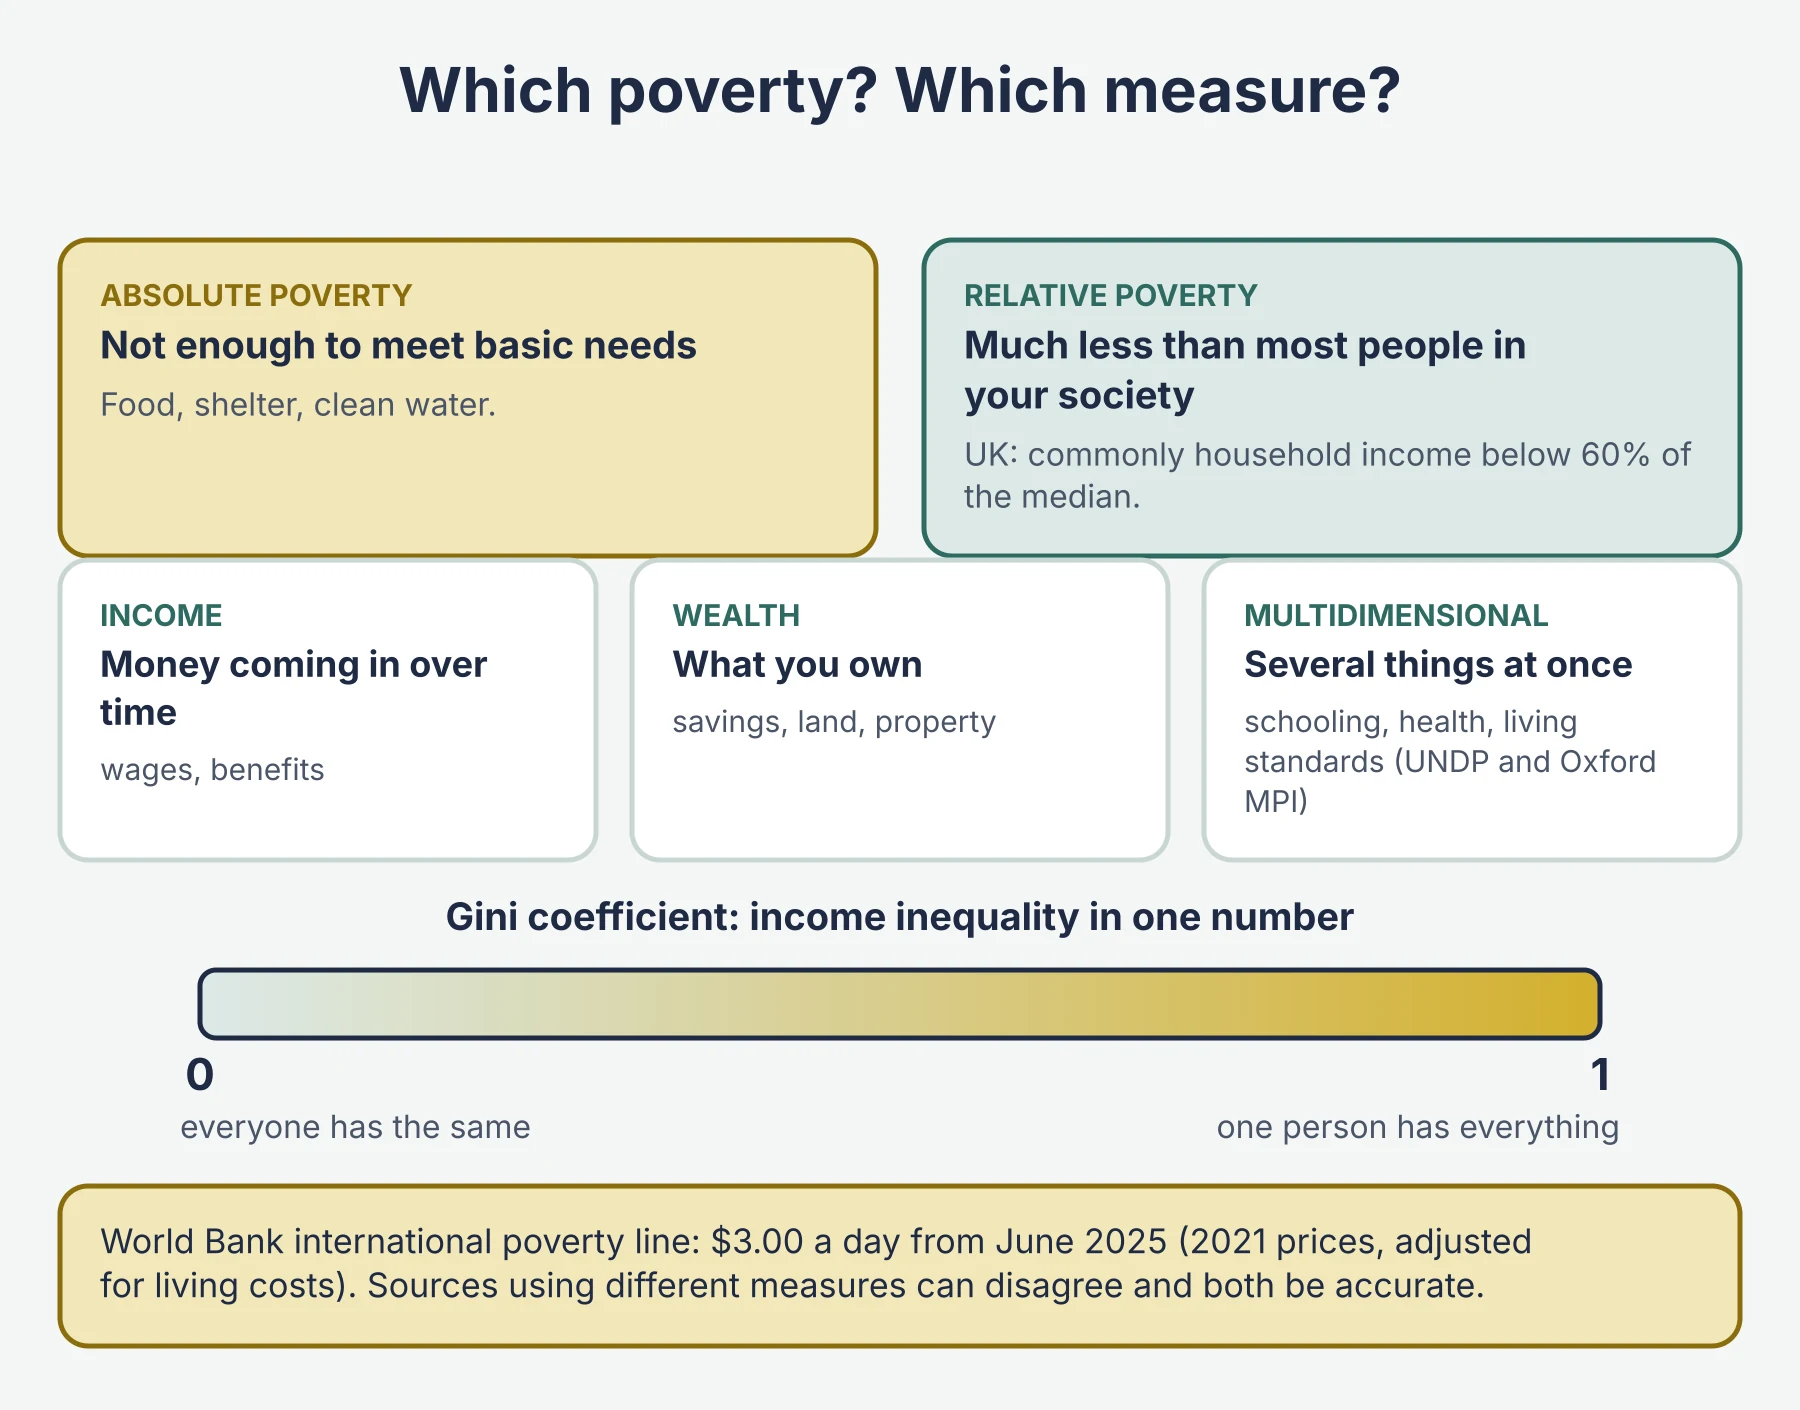 Which poverty? Which measure?
ABSOLUTE POVERTY
Not enough to meet basic needs
Food, shelter, clean water.
RELATIVE POVERTY
Much less than most people in
your society
UK: commonly household income below 60% of
the median.
INCOME
Money coming in over
time
wages, benefits
WEALTH
What you own
savings, land, property
MULTIDIMENSIONAL
Several things at once
schooling, health, living
standards (UNDP and Oxford
MPI)
Gini coefficient: income inequality in one number
0
everyone has the same
1
one person has everything
World Bank international poverty line: $3.00 a day from June 2025 (2021 prices, adjusted
for living costs). Sources using different measures can disagree and both be accurate.